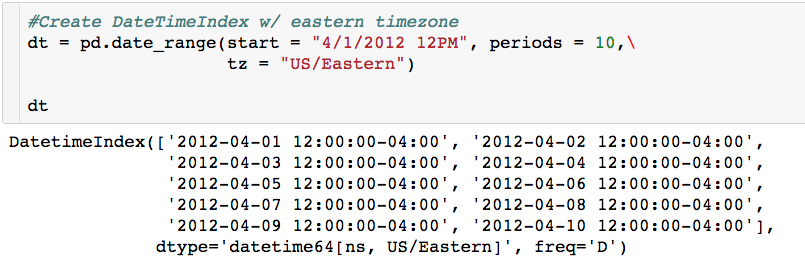 #Create DateTimeIndex w/ eastern timezone
dt = pd.date_range(start = "4/1/2012 12PM", periods = 10,\
tz = "US/Eastern")
dt
DatetimeIndex(['2012-04-01 12:00:00-04:00', '2012-04-02 12:00:00-04:00',
'2012-04-03 12:00:00-04:00', '2012-04-04 12:00:00-04:00',
'2012-04-05 12:00:00-04:00', '2012-04-06 12:00:00-04:00',
'2012-04-07 12:00:00-04:00', '2012-04-08 12:00:00-04:00',
'2012-04-09 12:00:00-04:00', '2012-04-10 12:00:00-04:00'],
dtype='datetime64[ns, US/Eastern]', freq='D')